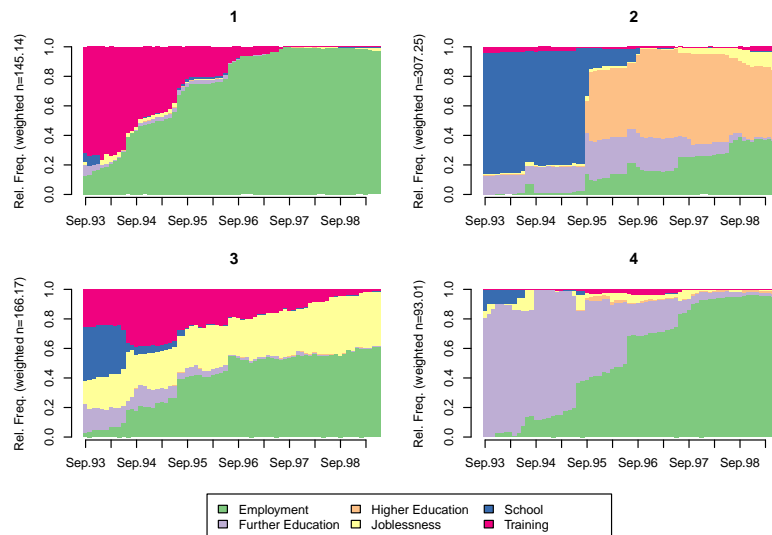 1
Rel. Freq. (weighted n=145.14)
1.0
0.8
0.6
0.4
0.2
0.0
Sep.93 Sep.94 Sep.95 Sep.96 Sep.97 Sep.98
2
Rel. Freq. (weighted n=307.25)
1.0
0.8
0.6
0.4
0.2
0.0
Sep.93 Sep.94 Sep.95 Sep.96 Sep.97 Sep.98
3
Rel. Freq. (weighted n=166.17)
1.0
0.8
0.6
0.4
0.2
0.0
Sep.93 Sep.94 Sep.95 Sep.96 Sep.97 Sep.98
4
Rel. Freq. (weighted n=93.01)
1.0
0.8
0.6
0.4
0.2
0.0
Sep.93 Sep.94 Sep.95 Sep.96 Sep.97 Sep.98
Employment Higher Education School
Further Education Joblessness Training